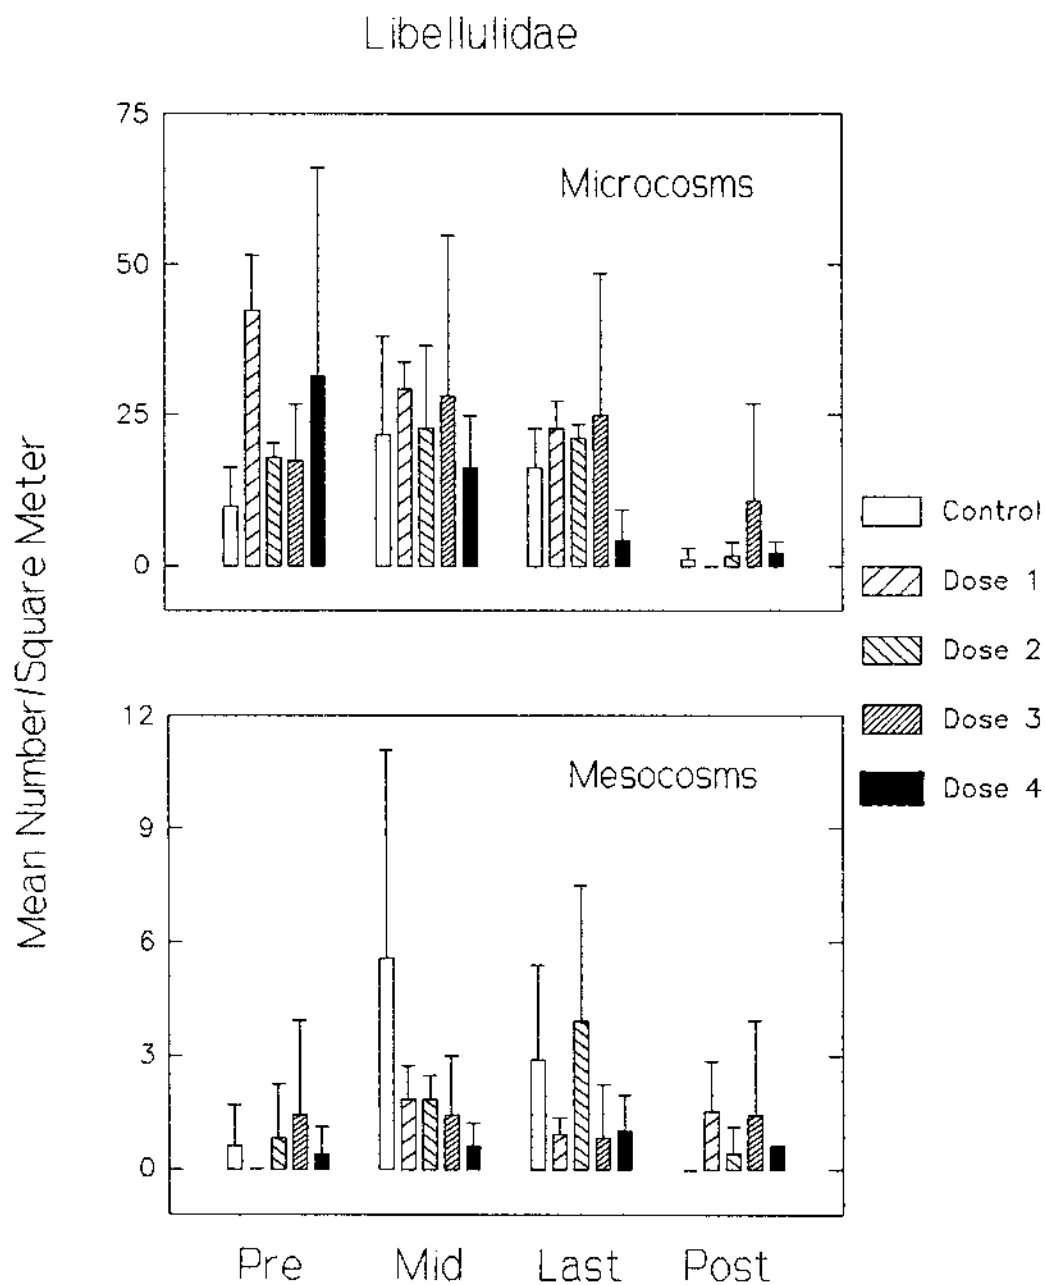 Libellulidae
Mean Number/Square Meter
75
50
25
0
Microcosms
Control
Dose 1
Dose 2
Dose 3
Dose 4
12
9
6
3
0
Mesocosms
Pre Mid Last Post